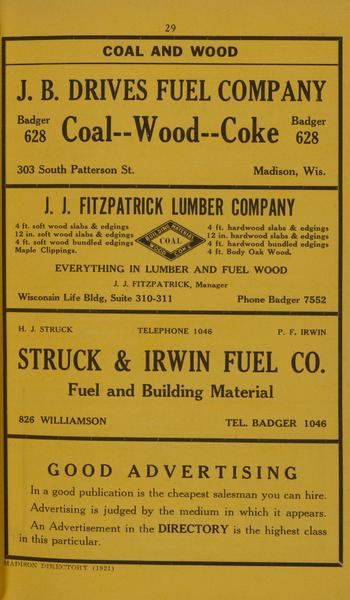 29
COAL AND WOOD
J. B. DRIVES FUEL COMPANY
Badger 628 Coal--Wood--Coke Badger 628
303 South Patterson St. Madison, Wis.
J. J. FITZPATRICK LUMBER COMPANY
4 ft. soft wood slabs & edgings
12 in. soft wood slabs & edgings
4 ft. soft wood bundled edgings
Maple Clippings.
BUILDING MATERIAL
COAL
WOOD
4 ft. hardwood slabs & edgings
12 in. hardwood slabs & edgings
4 ft. hardwood bundled edgings
4 ft. Body Oak Wood.
EVERYTHING IN LUMBER AND FUEL WOOD
J. J. FITZPATRICK, Manager
Wisconsin Life Bldg, Suite 310-311 Phone Badger 7552
H. J. STRUCK TELEPHONE 1046 P. F. IRWIN
STRUCK & IRWIN FUEL CO.
Fuel and Building Material
826 WILLIAMSON TEL. BADGER 1046
GOOD ADVERTISING
In a good publication is the cheapest salesman you can hire.
Advertising is judged by the medium in which it appears.
An Advertisement in the DIRECTORY is the highest class
in this particular.
MADISON DIRECTORY (1921)